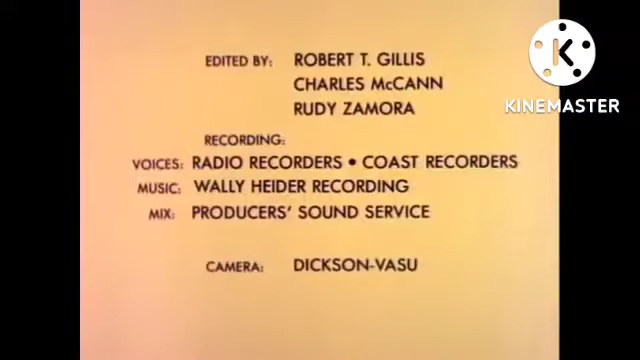 EDITED BY: ROBERT T. GILLIS
CHARLES McCANN
RUDY ZAMORA
RECORDING:
VOICES: RADIO RECORDERS • COAST RECORDERS
MUSIC: WALLY HEIDER RECORDING
MIX: PRODUCERS' SOUND SERVICE
CAMERA: DICKSON-VASU
K
KINEMASTER